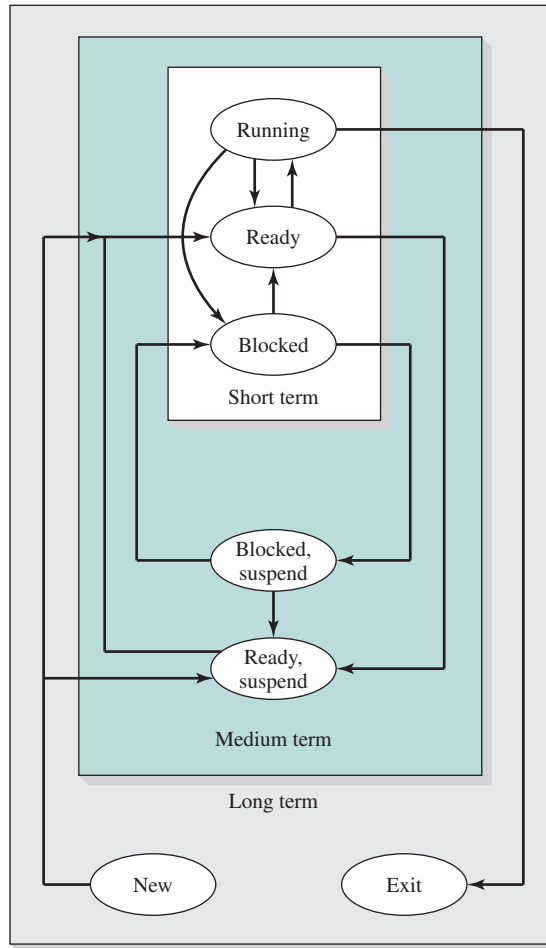 Running
Ready
Blocked
Short term
Blocked,
suspend
Ready,
suspend
Medium term
Long term
New
Exit